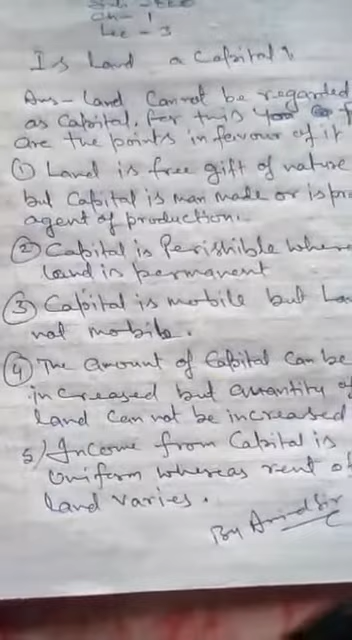 Ch - 1
Lec - 3
Is Land a Capital?
Ans - Land Cannot be regarded
as Capital. For this
are the points in favour of it
① Land is free gift of nature
but Capital is man made or is
agent of production.
② Capital is Perishible
Land is permanent
③ Capital is mobile but
not mobile.
④ The amount of Capital can be
increased but quantity of
land can not be increased
5) Income from Capital is
Uniform whereas rent of
Land varies.
By Sir